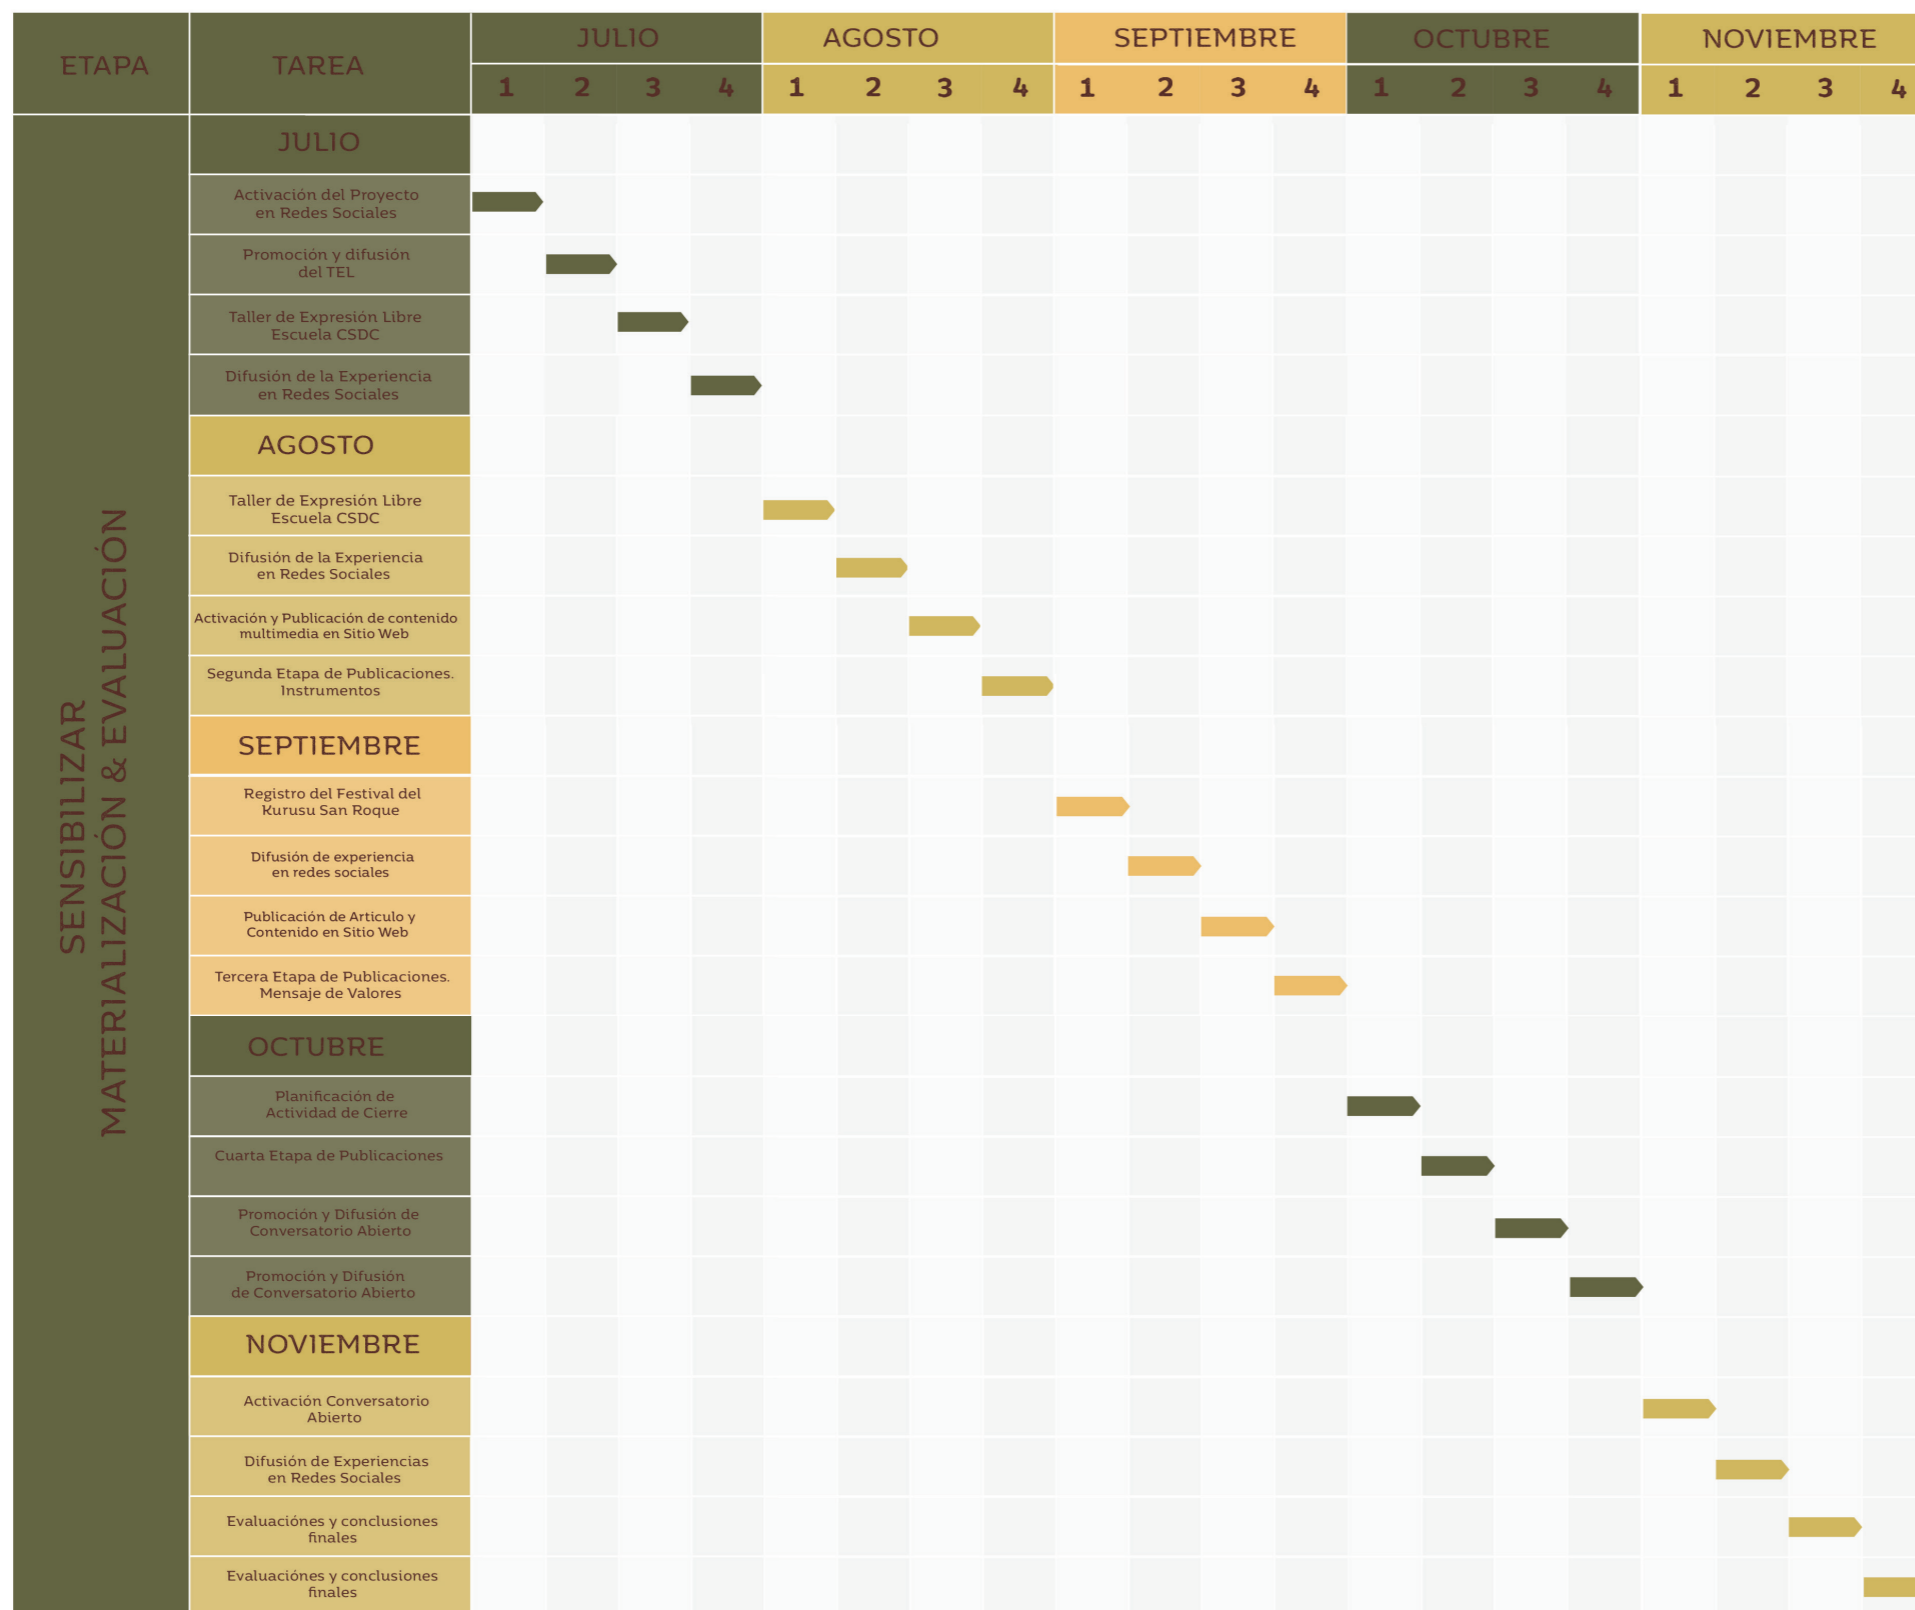 ETAPA
TAREA
JULIO
AGOSTO
SEPTIEMBRE
OCTUBRE
NOVIEMBRE
1 2 3 4 1 2 3 4 1 2 3 4 1 2 3 4 1 2 3 4
SENSIBILIZAR
MATERIALIZACIÓN & EVALUACIÓN
JULIO
Activación del Proyecto
en Redes Sociales
Promoción y difusión
del TEL
Taller de Expresión Libre
Escuela CSDC
Difusión de la Experiencia
en Redes Sociales
AGOSTO
Taller de Expresión Libre
Escuela CSDC
Difusión de la Experiencia
en Redes Sociales
Activación y Publicación de contenido
multimedia en Sitio Web
Segunda Etapa de Publicaciones.
Instrumentos
SEPTIEMBRE
Registro del Festival del
Kurusu San Roque
Difusión de experiencia
en redes sociales
Publicación de Articulo y
Contenido en Sitio Web
Tercera Etapa de Publicaciones.
Mensaje de Valores
OCTUBRE
Planificación de
Actividad de Cierre
Cuarta Etapa de Publicaciones
Promoción y Difusión de
Conversatorio Abierto
Promoción y Difusión
de Conversatorio Abierto
NOVIEMBRE
Activación Conversatorio
Abierto
Difusión de Experiencias
en Redes Sociales
Evaluaciónes y conclusiones
finales
Evaluaciónes y conclusiones
finales